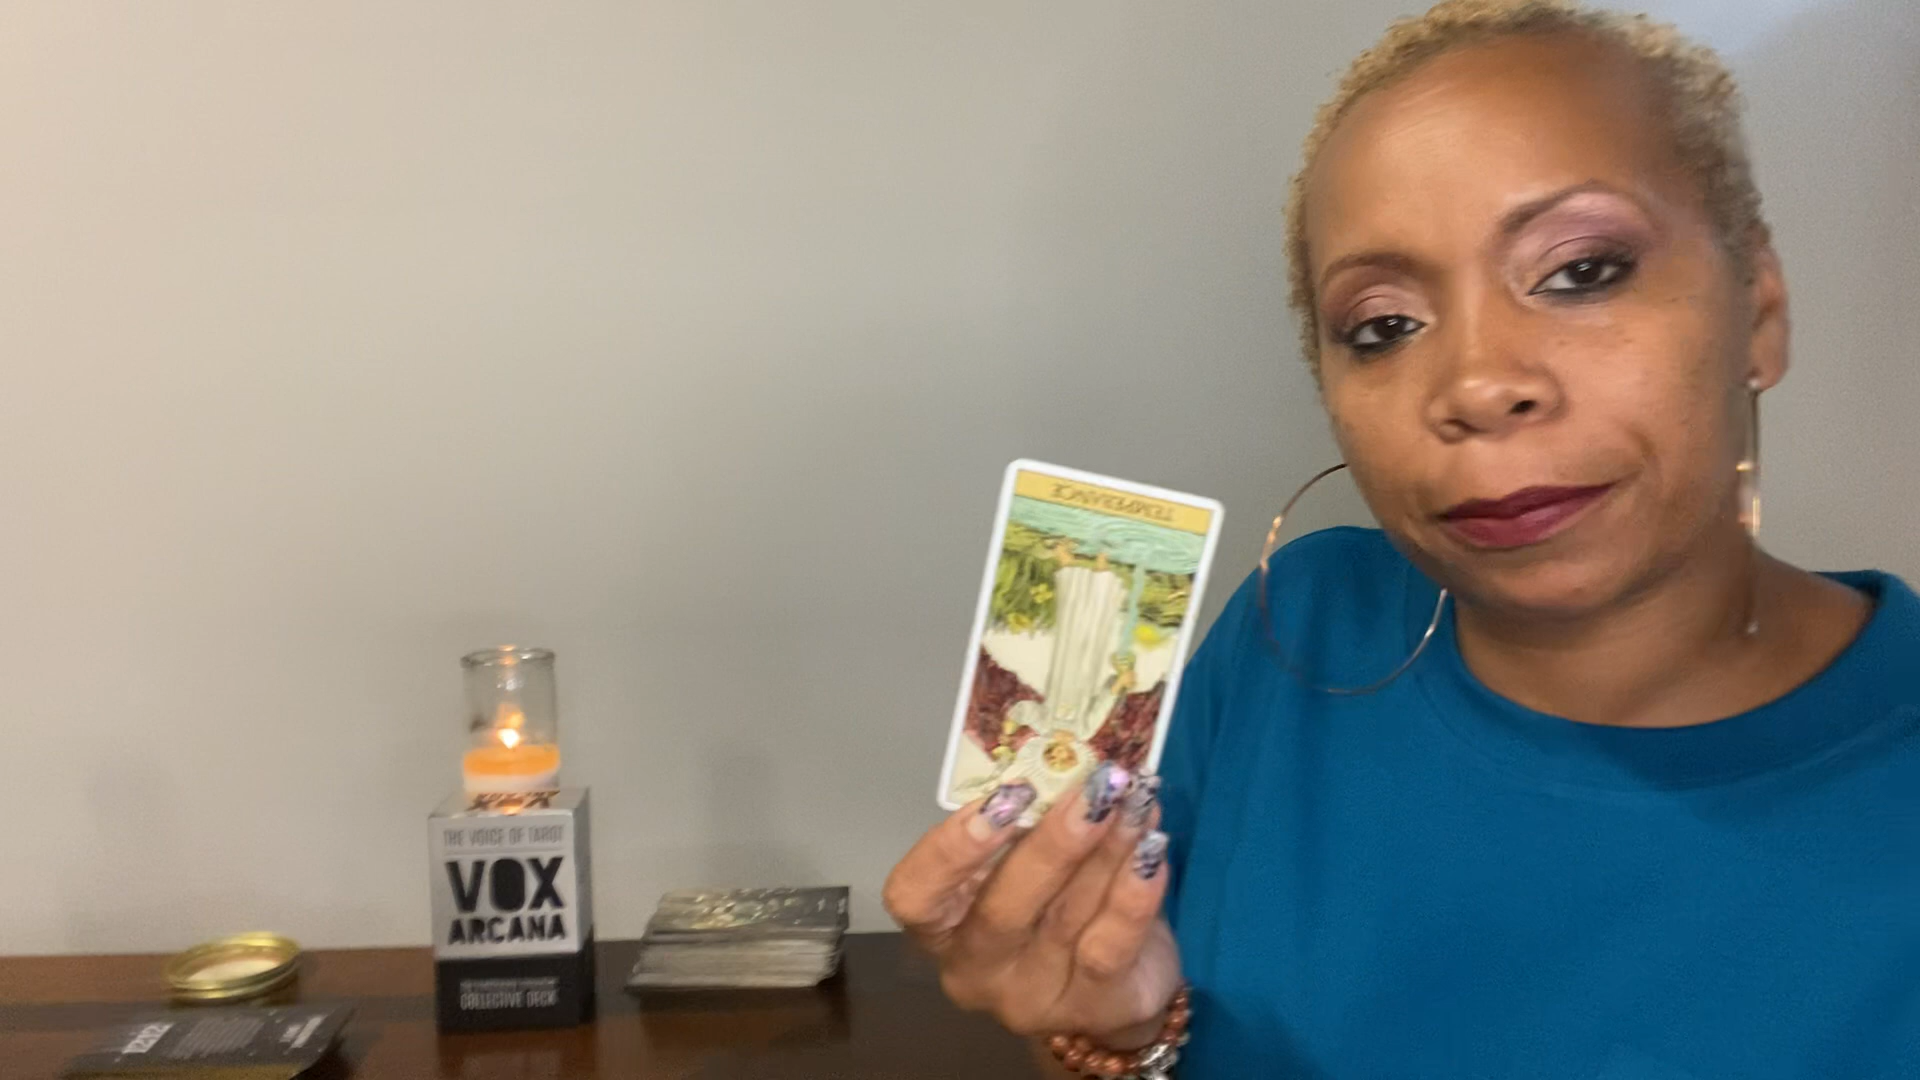 TEMPERANCE
THE VOICE OF TAROT
VOX
ARCANA
COLLECTIVE DECK